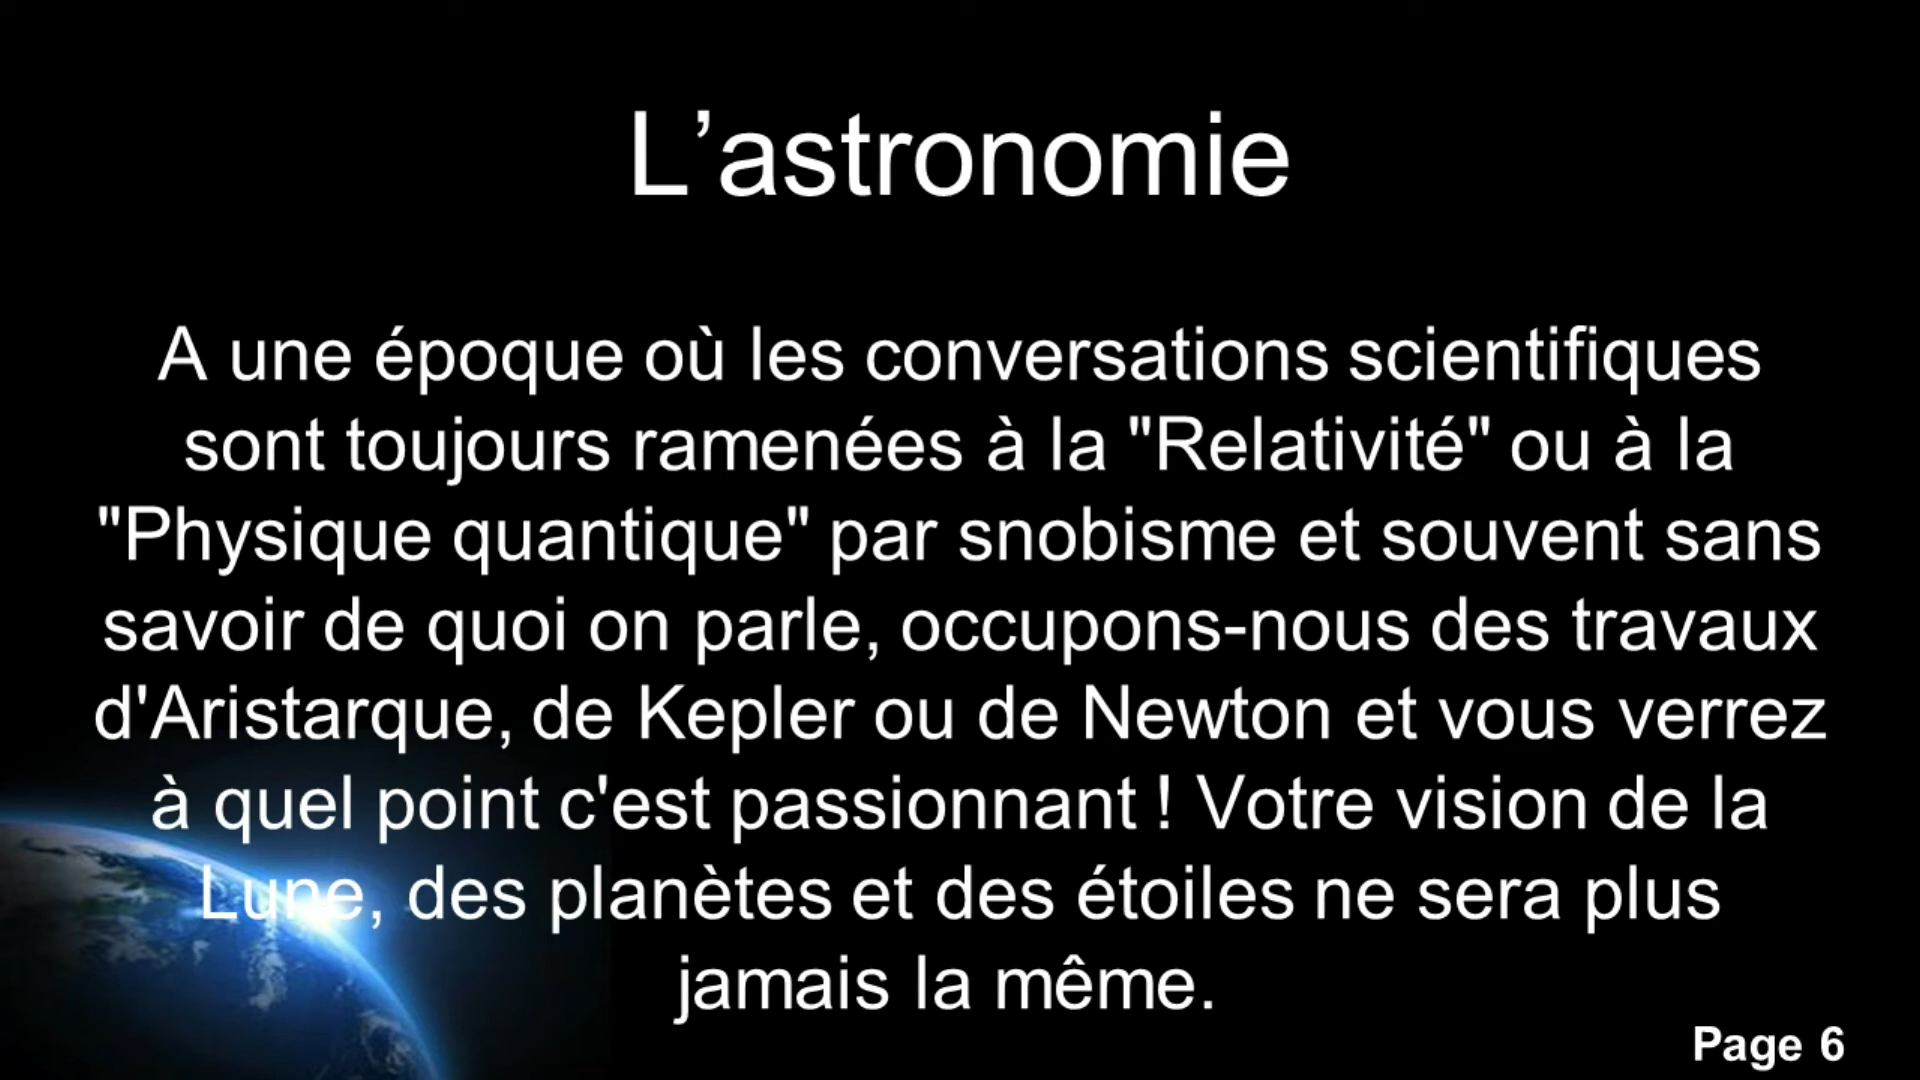 L’astronomie
A une époque où les conversations scientifiques
sont toujours ramenées à la "Relativité" ou à la
"Physique quantique" par snobisme et souvent sans
savoir de quoi on parle, occupons-nous des travaux
d'Aristarque, de Kepler ou de Newton et vous verrez
à quel point c'est passionnant ! Votre vision de la
Lune, des planètes et des étoiles ne sera plus
jamais la même.
Page 6